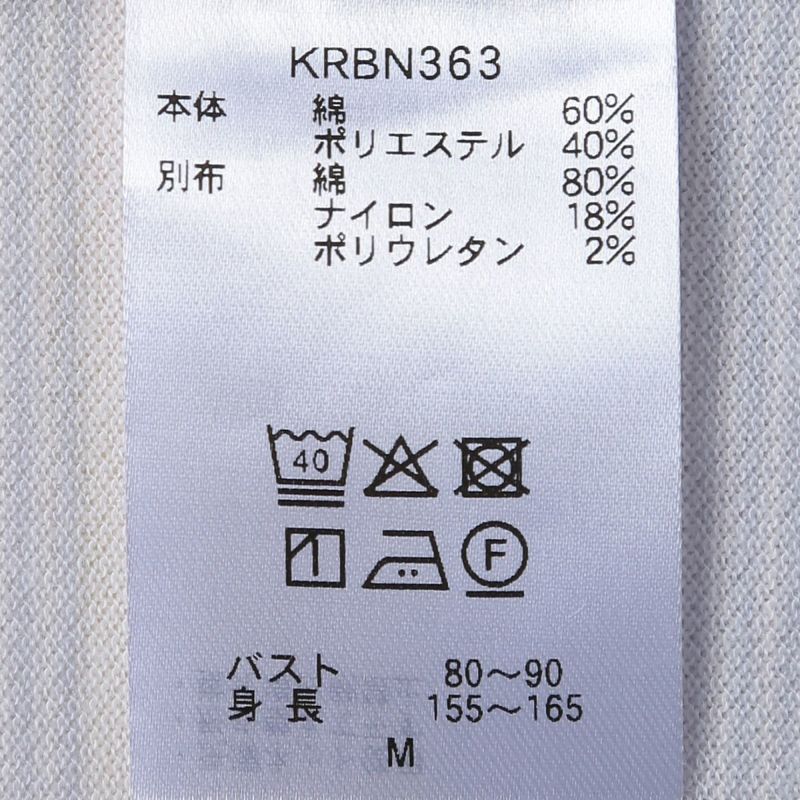 KRBN363
本体 綿 60%
ポリエステル 40%
別布 綿 80%
ナイロン 18%
ポリウレタン 2%
40
F
バスト 80～90
身長 155～165
M